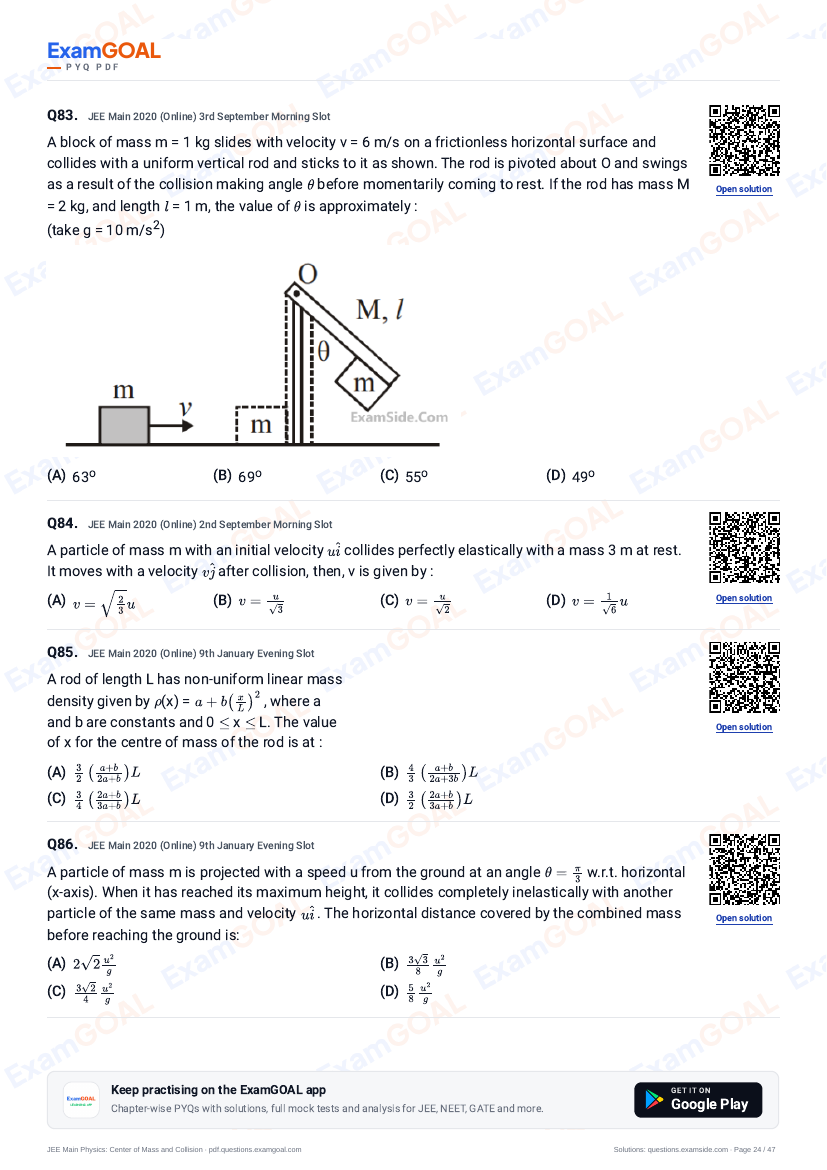 ExamGOAL
PYQ PDF
Q83. JEE Main 2020 (Online) 3rd September Morning Slot
A block of mass m = 1 kg slides with velocity v = 6 m/s on a frictionless horizontal surface and
collides with a uniform vertical rod and sticks to it as shown. The rod is pivoted about O and swings
as a result of the collision making angle θ before momentarily coming to rest. If the rod has mass M
= 2 kg, and length l = 1 m, the value of θ is approximately :
(take g = 10 m/s²)
Open solution
O
M, l
θ
m
m
v
m
ExamSide.Com
(A) 63º (B) 69º (C) 55º (D) 49º
Q84. JEE Main 2020 (Online) 2nd September Morning Slot
A particle of mass m with an initial velocity uî collides perfectly elastically with a mass 3 m at rest.
It moves with a velocity vĵ after collision, then, v is given by :
(A) v = √(2/3)u (B) v = u/√3 (C) v = u/√2 (D) v = 1/√6 u
Open solution
Q85. JEE Main 2020 (Online) 9th January Evening Slot
A rod of length L has non-uniform linear mass
density given by ρ(x) = a + b(x/L)², where a
and b are constants and 0 ≤ x ≤ L. The value
of x for the centre of mass of the rod is at :
Open solution
(A) 3/2 ((a+b)/(2a+b))L (B) 4/3 ((a+b)/(2a+3b))L
(C) 3/4 ((2a+b)/(3a+b))L (D) 3/2 ((2a+b)/(3a+b))L
Q86. JEE Main 2020 (Online) 9th January Evening Slot
A particle of mass m is projected with a speed u from the ground at an angle θ = π/3 w.r.t. horizontal
(x-axis). When it has reached its maximum height, it collides completely inelastically with another
particle of the same mass and velocity uî. The horizontal distance covered by the combined mass
before reaching the ground is:
Open solution
(A) 2√2 u²/g (B) 3√3/8 u²/g
(C) 3√2/4 u²/g (D) 5/8 u²/g
ExamGOAL
Keep practising on the ExamGOAL app
Chapter-wise PYQs with solutions, full mock tests and analysis for JEE, NEET, GATE and more.
GET IT ON
Google Play
JEE Main Physics: Center of Mass and Collision · pdf.questions.examgoal.com
Solutions: questions.examside.com · Page 24 / 47